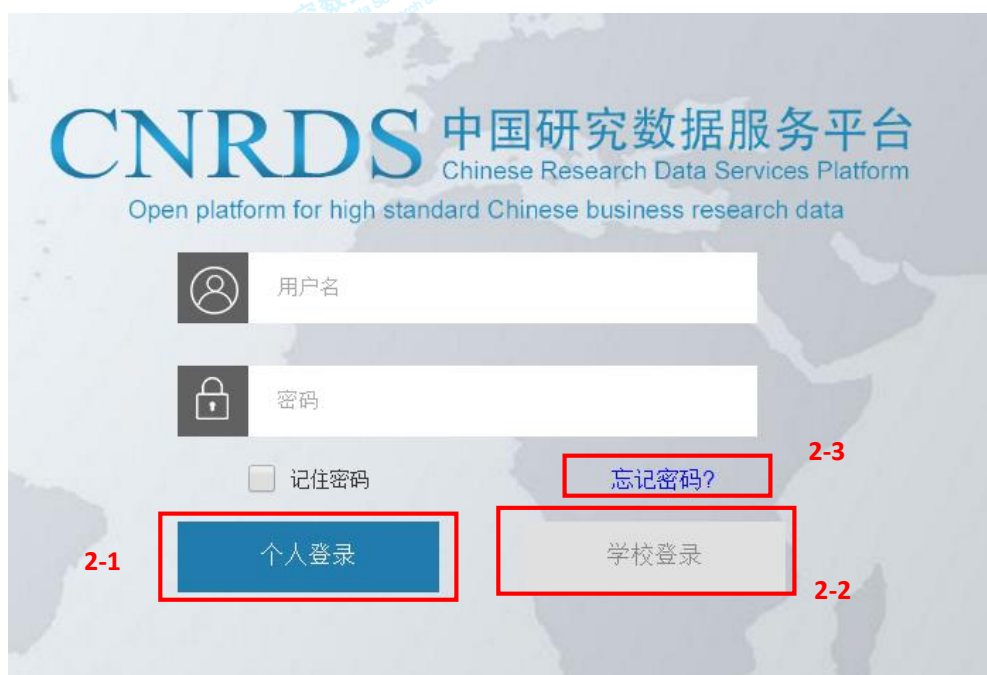 CNRDS 中国研究数据服务平台
Chinese Research Data Services Platform
Open platform for high standard Chinese business research data
用户名
密码
2-3
记住密码 忘记密码?
2-1 个人登录 学校登录
2-2